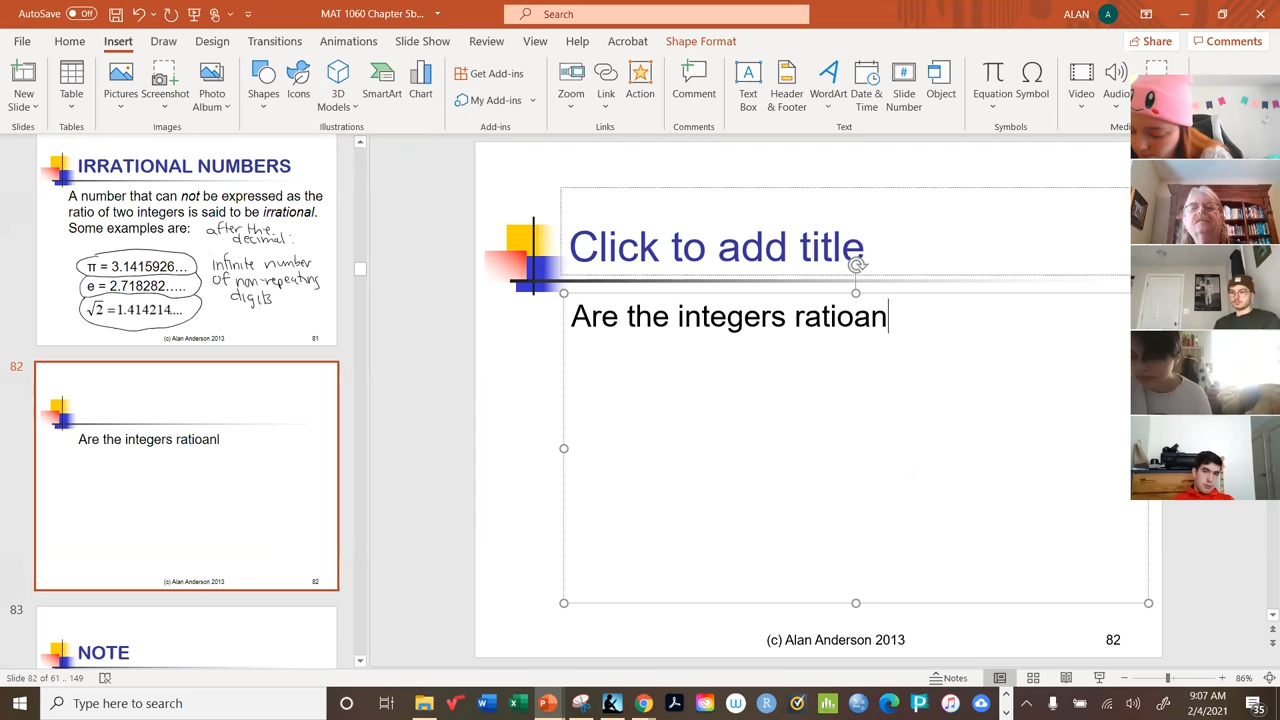 AutoSave Off MAT 1060 Chapter 5b... Search ALAN A
File Home Insert Draw Design Transitions Animations Slide Show Review View Help Acrobat Shape Format Share Comments
New Slide Table Pictures Screenshot Photo Album Shapes Icons 3D Models SmartArt Chart Get Add-ins My Add-ins Zoom Link Action Comment Text Box Header & Footer WordArt Date & Time Slide Number Object Equation Symbol Video Audio
Slides Tables Images Illustrations Add-ins Links Comments Text Symbols Medi
IRRATIONAL NUMBERS
A number that can not be expressed as the
ratio of two integers is said to be irrational.
Some examples are:
after the
decimal:
π = 3.1415926...
e = 2.718282.....
√2 = 1.414214...
infinite number
of non-repeating
digits
(c) Alan Anderson 2013 81
82
Are the integers ratioanl
(c) Alan Anderson 2013 82
83
NOTE
Click to add title
Are the integers ratioan
(c) Alan Anderson 2013 82
Slide 82 of 61 .. 149 Notes 86%
Type here to search
9:07 AM
2/4/2021
35